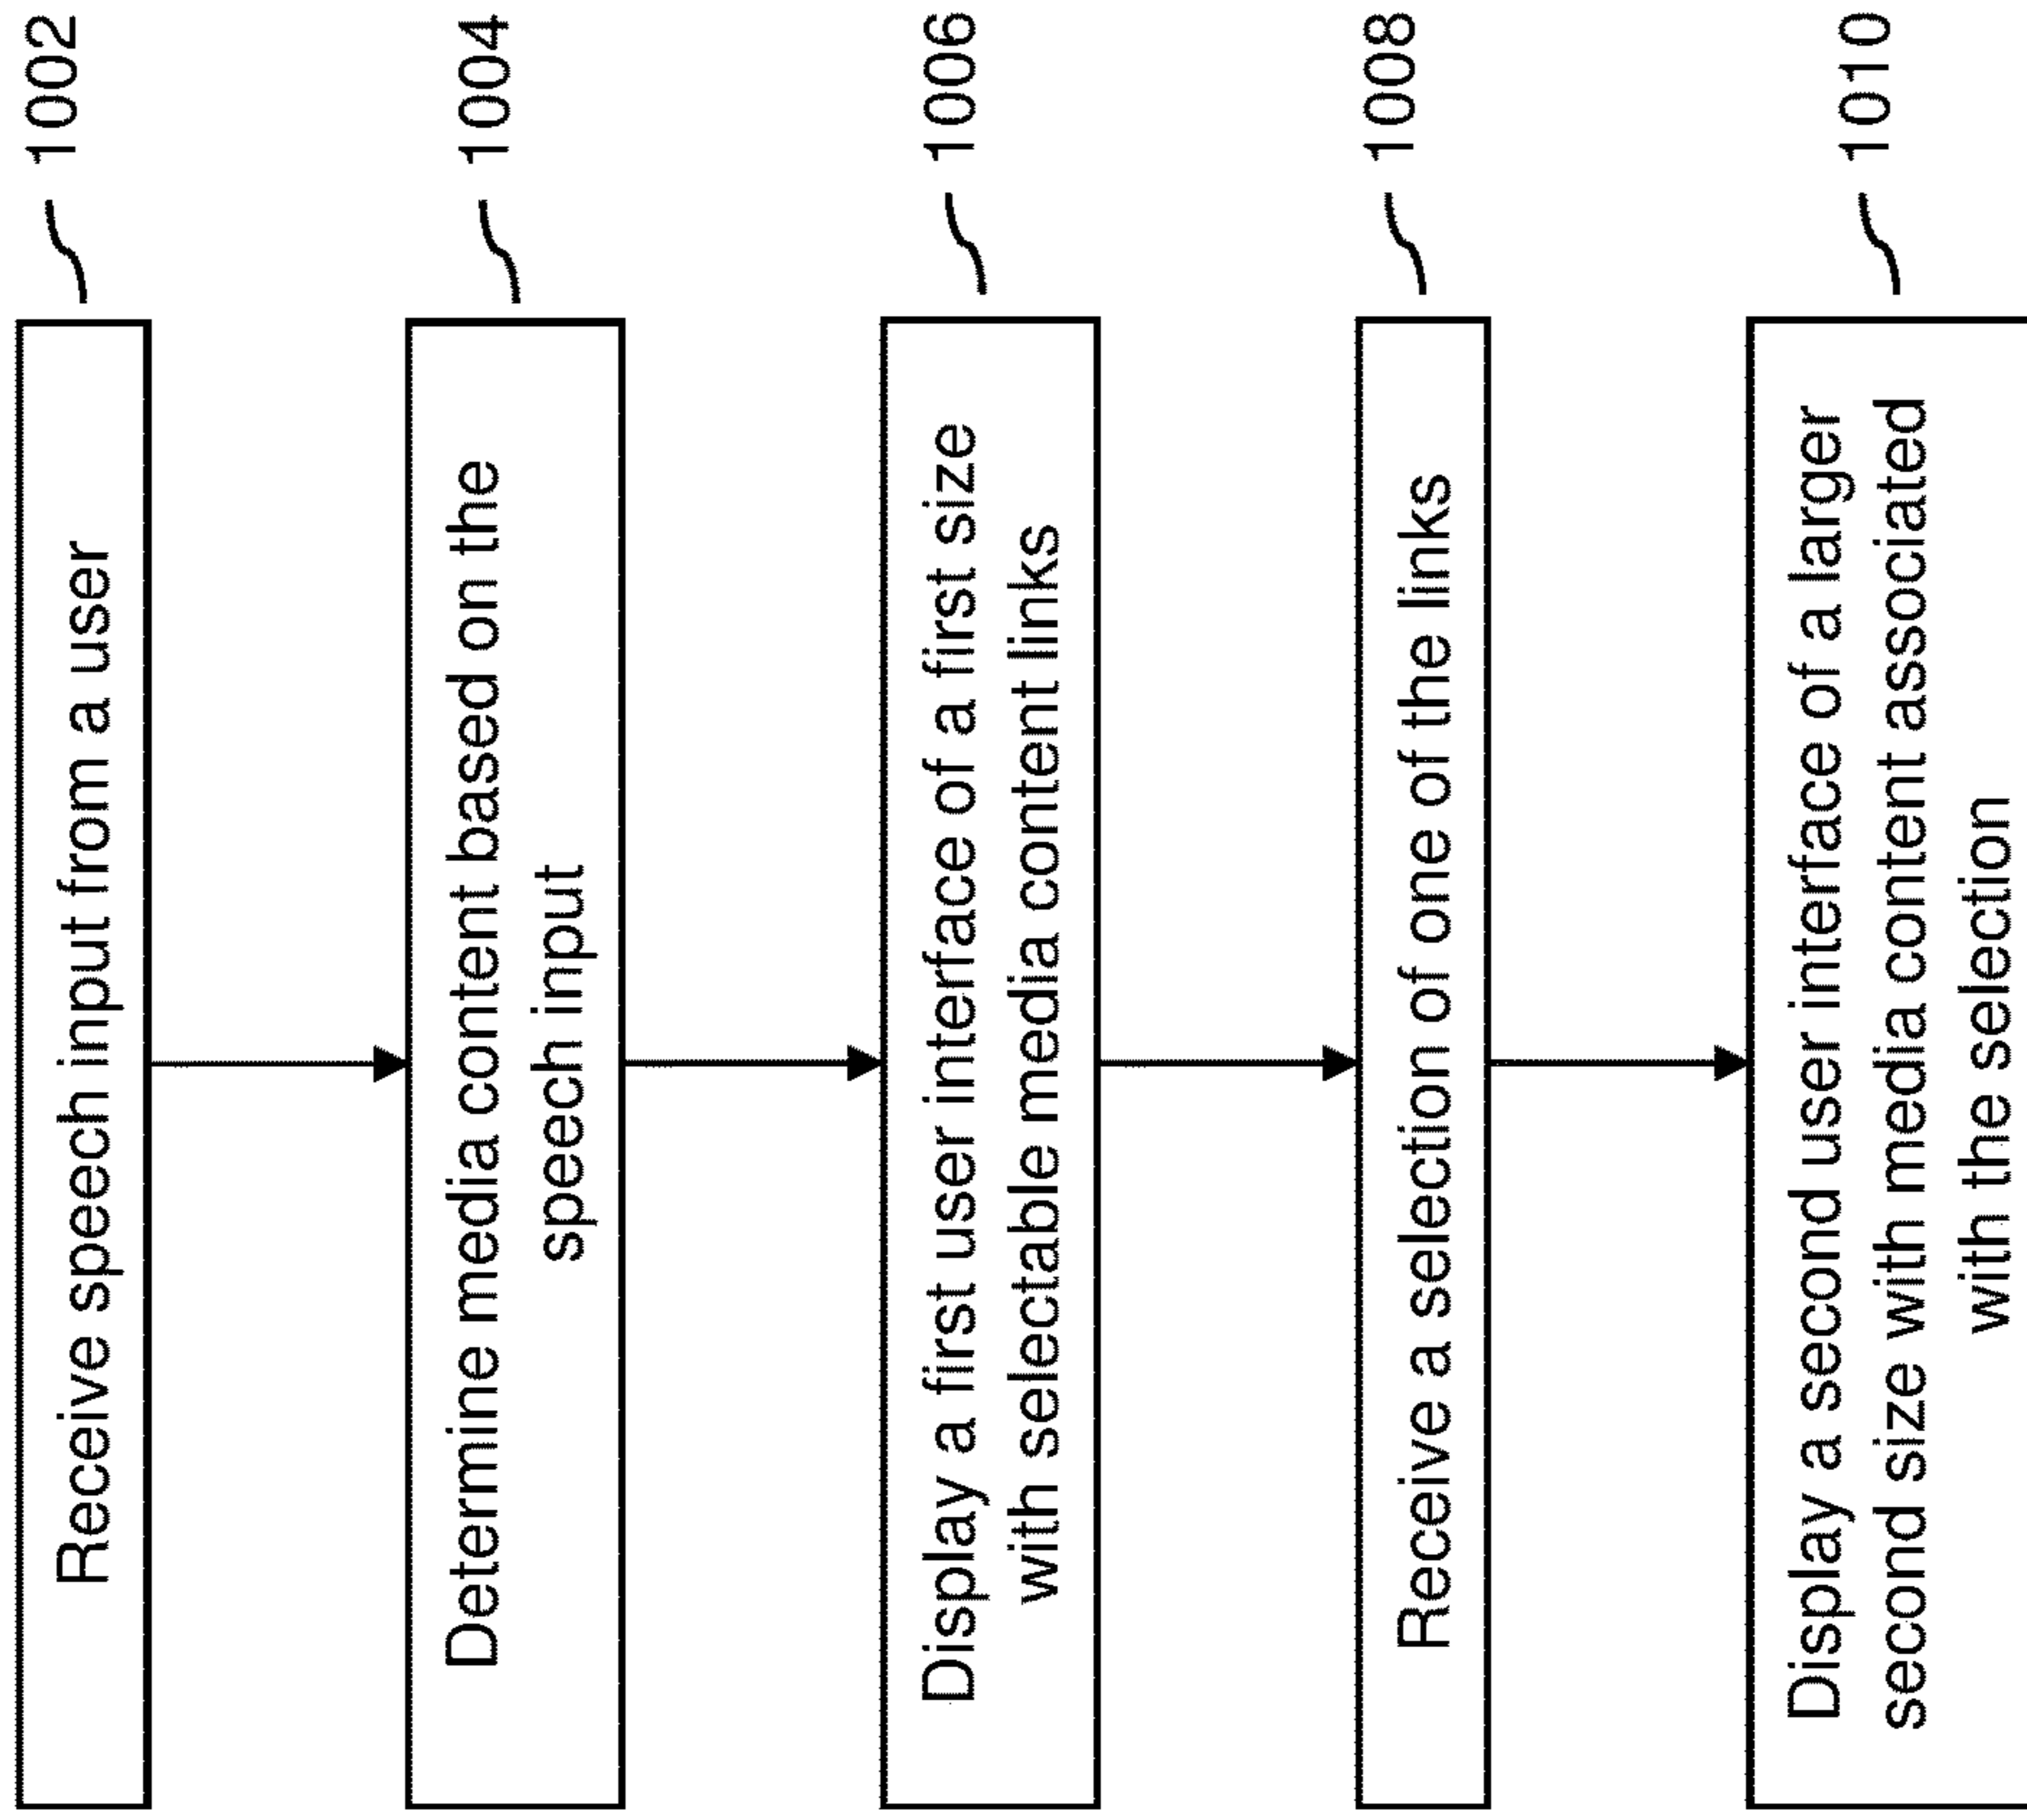 Receive speech input from a user
1002
Determine media content based on the
speech input
1004
Display a first user interface of a first size
with selectable media content links
1006
Receive a selection of one of the links
1008
Display a second user interface of a larger
second size with media content associated
with the selection
1010